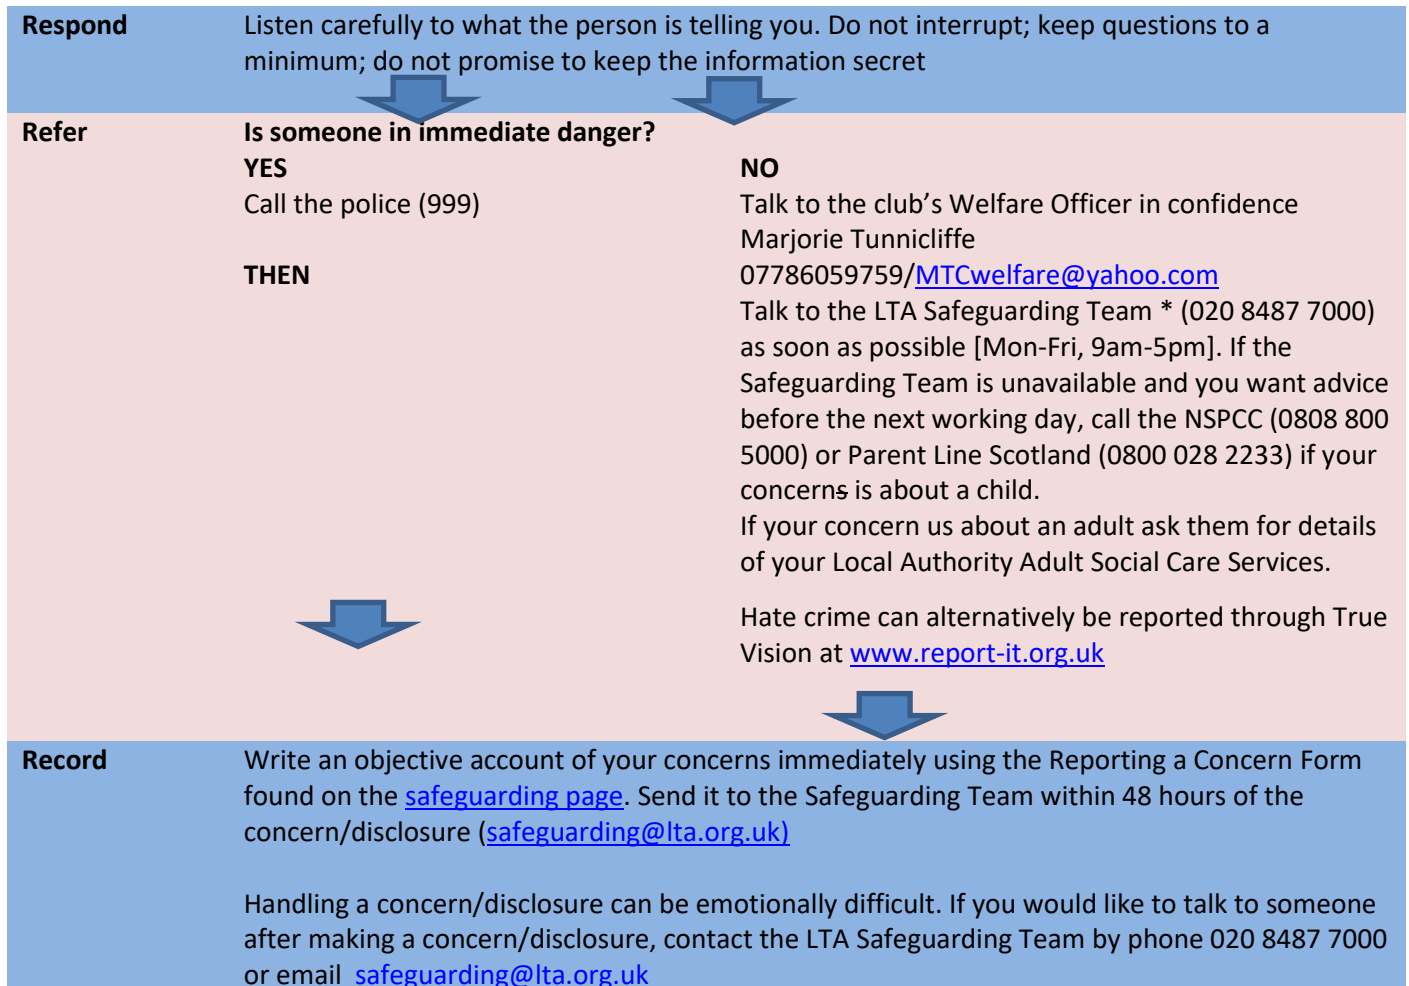 Respond
Listen carefully to what the person is telling you. Do not interrupt; keep questions to a
minimum; do not promise to keep the information secret
Refer
Is someone in immediate danger?
YES
Call the police (999)
THEN
NO
Talk to the club’s Welfare Officer in confidence
Marjorie Tunnicliffe
07786059759/MTCwelfare@yahoo.com
Talk to the LTA Safeguarding Team * (020 8487 7000)
as soon as possible [Mon-Fri, 9am-5pm]. If the
Safeguarding Team is unavailable and you want advice
before the next working day, call the NSPCC (0808 800
5000) or Parent Line Scotland (0800 028 2233) if your
concerns is about a child.
If your concern us about an adult ask them for details
of your Local Authority Adult Social Care Services.
Hate crime can alternatively be reported through True
Vision at www.report-it.org.uk
Record
Write an objective account of your concerns immediately using the Reporting a Concern Form
found on the safeguarding page. Send it to the Safeguarding Team within 48 hours of the
concern/disclosure (safeguarding@lta.org.uk)
Handling a concern/disclosure can be emotionally difficult. If you would like to talk to someone
after making a concern/disclosure, contact the LTA Safeguarding Team by phone 020 8487 7000
or email safeguarding@lta.org.uk